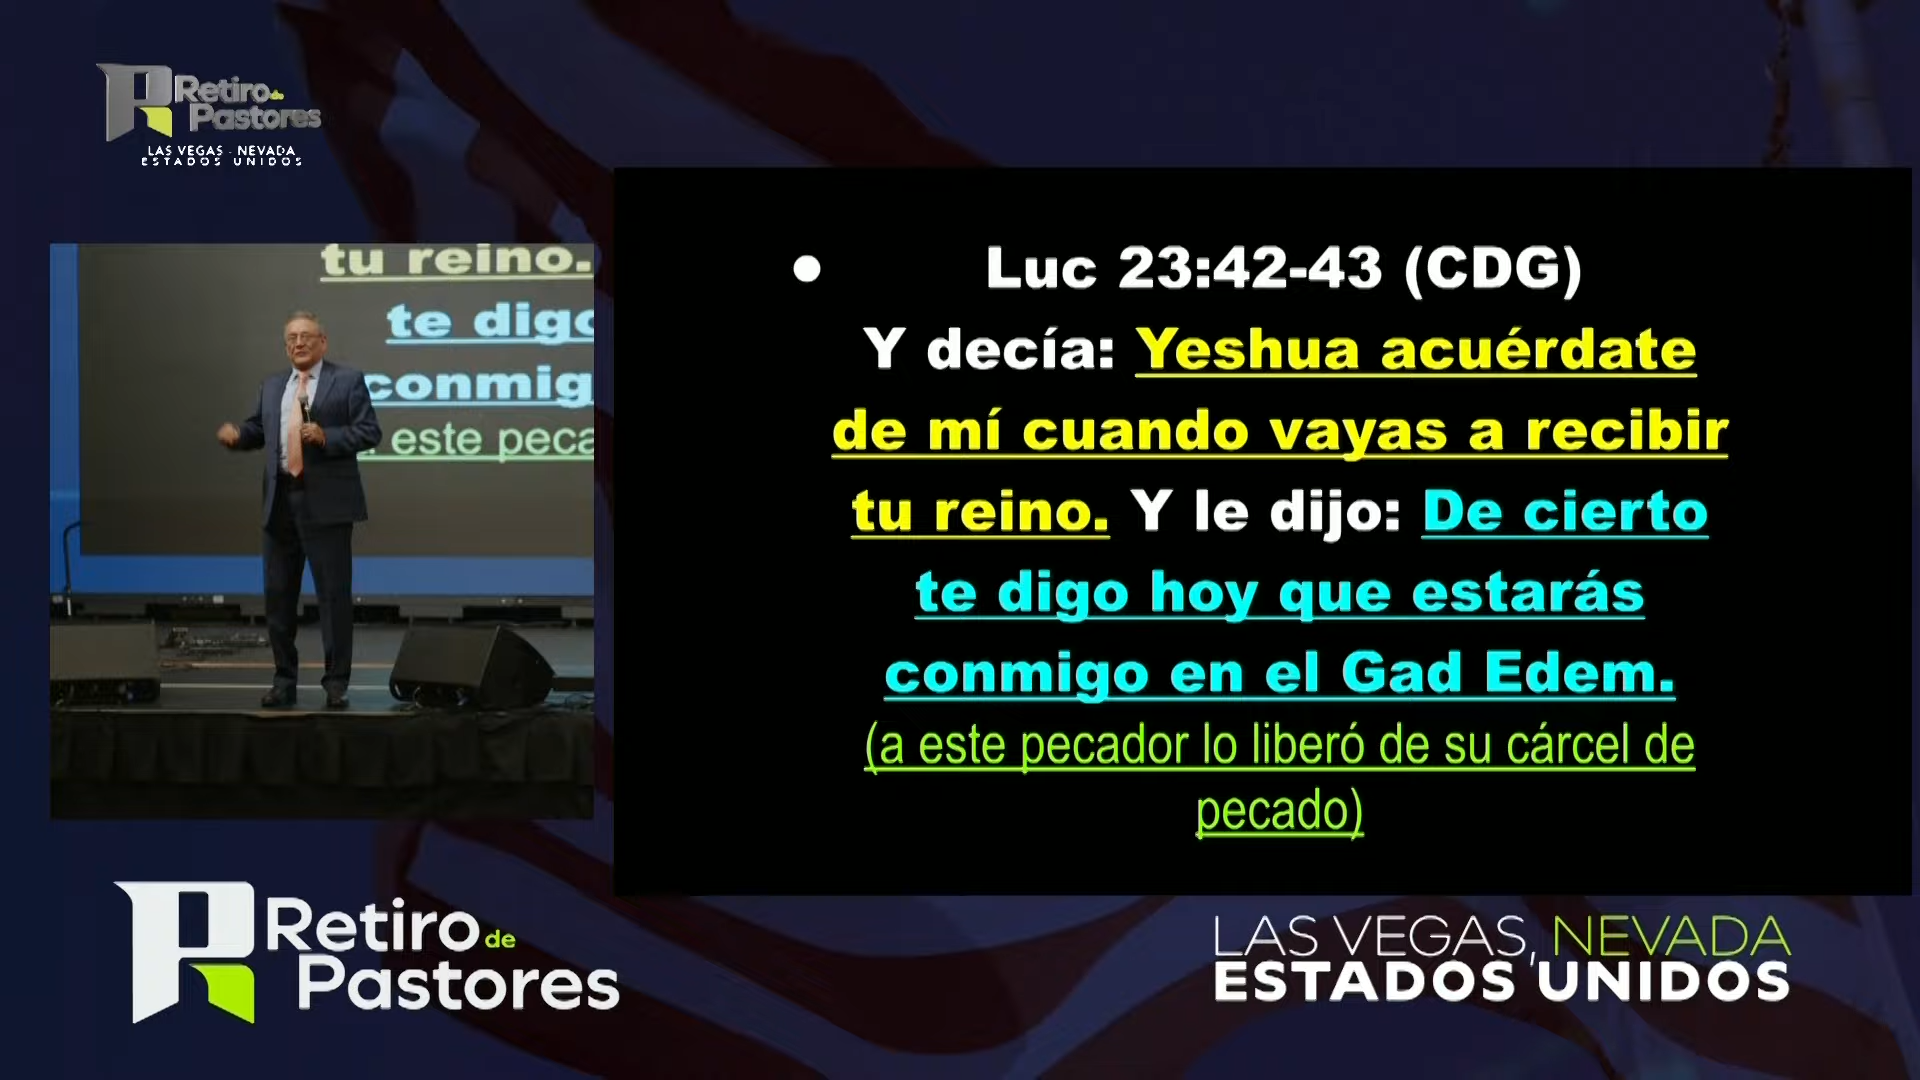 Retiro de
Pastores
LAS VEGAS - NEVADA
ESTADOS UNIDOS
tu reino.
te digo
conmig
este peca
• Luc 23:42-43 (CDG)
Y decía: Yeshua acuérdate
de mí cuando vayas a recibir
tu reino. Y le dijo: De cierto
te digo hoy que estarás
conmigo en el Gad Edem.
(a este pecador lo liberó de su cárcel de
pecado)
Retiro de
Pastores
LAS VEGAS, NEVADA
ESTADOS UNIDOS